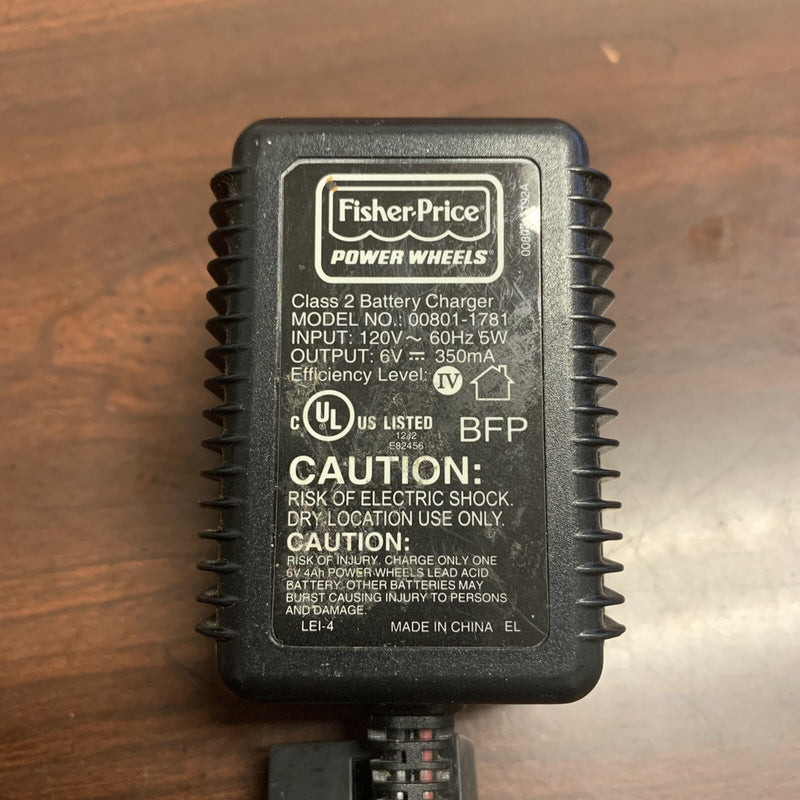 Fisher-Price
POWER WHEELS
Class 2 Battery Charger
MODEL NO.: 00801-1781
INPUT: 120V~ 60Hz 5W
OUTPUT: 6V ⎓ 350mA
Efficiency Level: IV
C UL US LISTED
12J2
E82456
BFP
CAUTION:
RISK OF ELECTRIC SHOCK.
DRY LOCATION USE ONLY.
CAUTION:
RISK OF INJURY. CHARGE ONLY ONE
6V 4Ah POWER WHEELS LEAD ACID
BATTERY. OTHER BATTERIES MAY
BURST CAUSING INJURY TO PERSONS
AND DAMAGE.
LEI-4 MADE IN CHINA EL